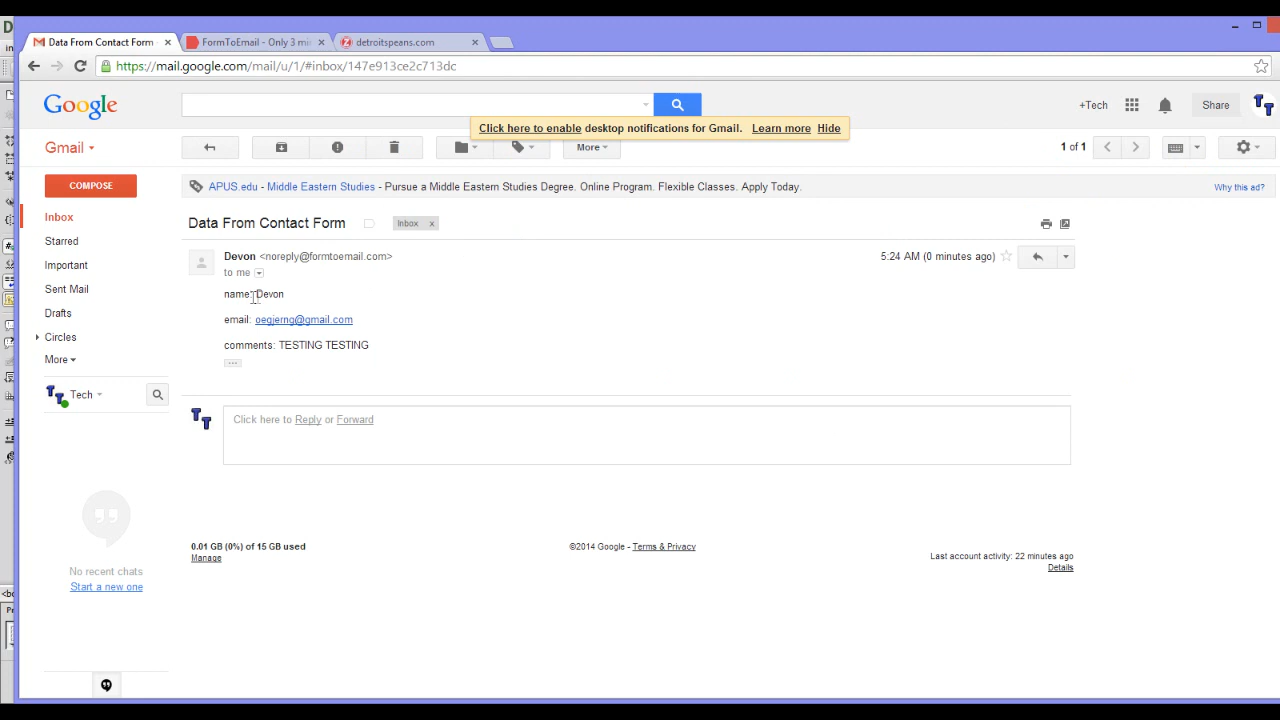 D
Data From Contact Form
FormToEmail - Only 3 mi
detroitspeans.com
https://mail.google.com/mail/u/1/#inbox/147e913ce2c713dc
Google
+Tech
Share
Click here to enable desktop notifications for Gmail. Learn more Hide
Gmail
More
1 of 1
COMPOSE
APUS.edu - Middle Eastern Studies - Pursue a Middle Eastern Studies Degree. Online Program. Flexible Classes. Apply Today.
Why this ad?
Inbox
Starred
Important
Sent Mail
Drafts
Circles
More
Tech
Data From Contact Form
Inbox x
Devon <noreply@formtoemail.com>
5:24 AM (0 minutes ago)
to me
name: Devon
email: oegjerng@gmail.com
comments: TESTING TESTING
...
Click here to Reply or Forward
No recent chats
Start a new one
0.01 GB (0%) of 15 GB used
Manage
©2014 Google - Terms & Privacy
Last account activity: 22 minutes ago
Details